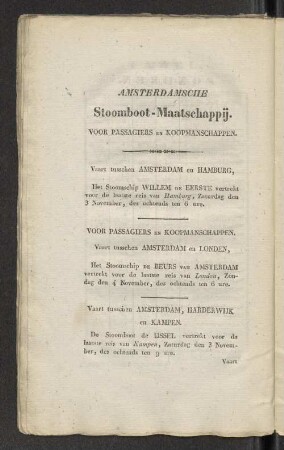 AMSTERDAMSCHE
Stoomboot-Maatschappij.
VOOR PASSAGIERS en KOOPMANSCHAPPEN.
Vaart tusschen AMSTERDAM en HAMBURG,
Het Stoomschip WILLEM DE EERSTE vertrekt
voor de laatste reis van Hamburg, Zaturdag den
3 November, des ochtends ten 6 ure.
VOOR PASSAGIERS en KOOPMANSCHAPPEN.
Vaart tusschen AMSTERDAM en LONDEN,
Het Stoomschip DE BEURS VAN AMSTERDAM
vertrekt voor de laatste reis van Londen, Zon-
dag den 4 November, des ochtends ten 6 ure.
Vaart tusschen AMSTERDAM, HARDERWIJK
en KAMPEN.
De Stoomboot DE IJSSEL vertrekt voor de
laatste reis van Kampen, Zaturdag den 3 Novem-
ber, des ochtends ten 9 ure.
Vaart